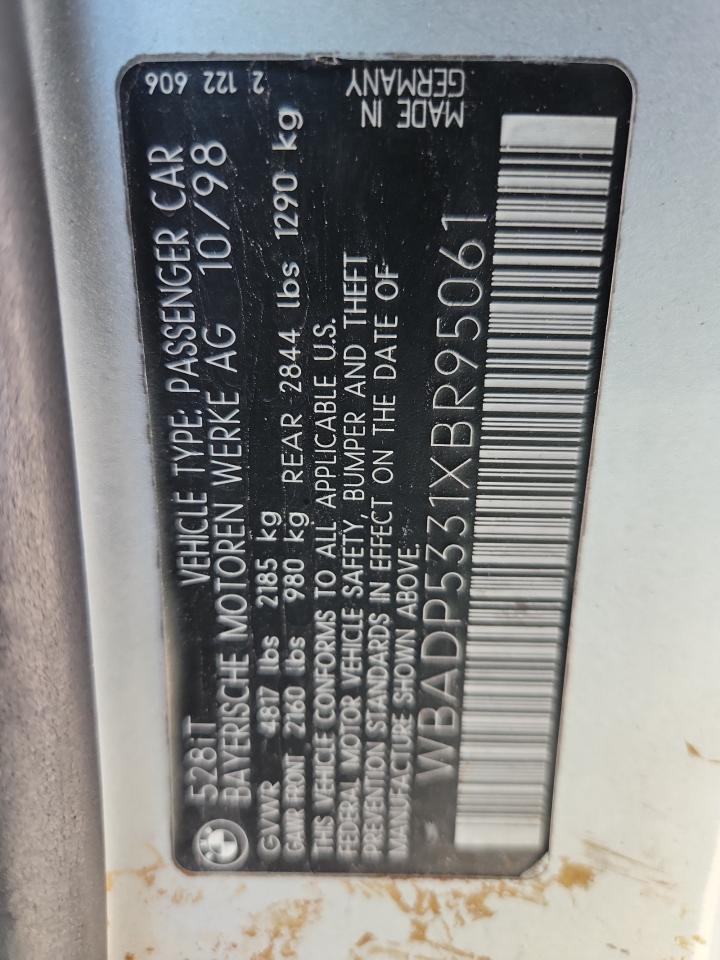 528iT VEHICLE TYPE: PASSENGER CAR
BAYERISCHE MOTOREN WERKE AG 10/98
GVWR 4817 lbs 2185 kg
GAWR FRONT 2160 lbs 980 kg REAR 2844 lbs 1290 kg
THIS VEHICLE CONFORMS TO ALL APPLICABLE U.S.
FEDERAL MOTOR VEHICLE SAFETY, BUMPER AND THEFT
PREVENTION STANDARDS IN EFFECT ON THE DATE OF
MANUFACTURE SHOWN ABOVE:
WBADP5331XBR95061
2 122 606
MADE IN
GERMANY